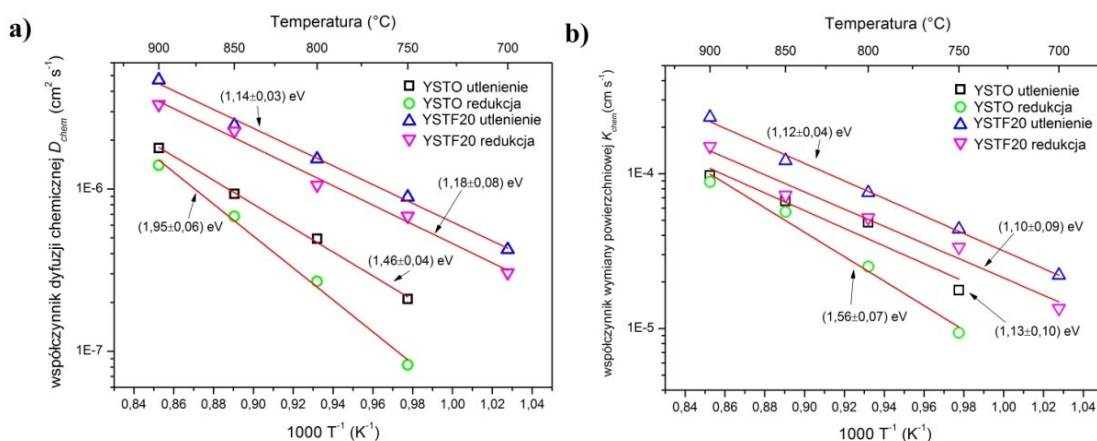 a)
Temperatura (°C)
900 850 800 750 700
współczynnik dyfuzji chemicznej D_chem (cm² s⁻¹)
1E-6
1E-7
YSTO utlenienie
YSTO redukcja
YSTF20 utlenienie
YSTF20 redukcja
(1,14±0,03) eV
(1,18±0,08) eV
(1,95±0,06) eV
(1,46±0,04) eV
0,84 0,86 0,88 0,90 0,92 0,94 0,96 0,98 1,00 1,02 1,04
1000 T⁻¹ (K⁻¹)
b)
Temperatura (°C)
900 850 800 750 700
współczynnik wymiany powierzchniowej K_chem (cm s⁻¹)
1E-4
1E-5
YSTO utlenienie
YSTO redukcja
YSTF20 utlenienie
YSTF20 redukcja
(1,12±0,04) eV
(1,10±0,09) eV
(1,56±0,07) eV
(1,13±0,10) eV
0,84 0,86 0,88 0,90 0,92 0,94 0,96 0,98 1,00 1,02 1,04
1000 T⁻¹ (K⁻¹)